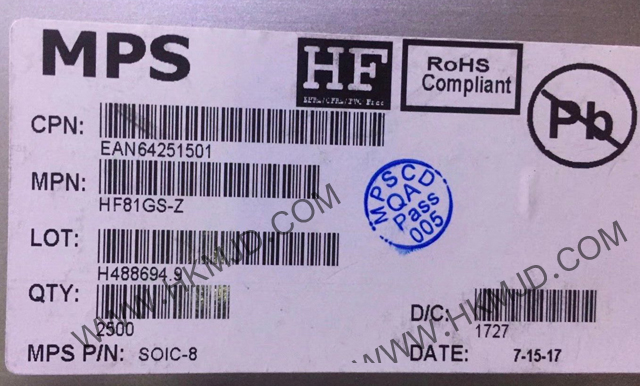 MPS
HF
RoHS
Compliant
Pb
CPN:
EAN64251501
MPN:
HF81GS-Z
MPSCD
QA
Pass
005
LOT:
H488694.9
QTY:
2500
D/C:
1727
MPS P/N: SOIC-8
DATE: 7-15-17
WWW.HKMJD.COM
WWW.HKMJD.COM